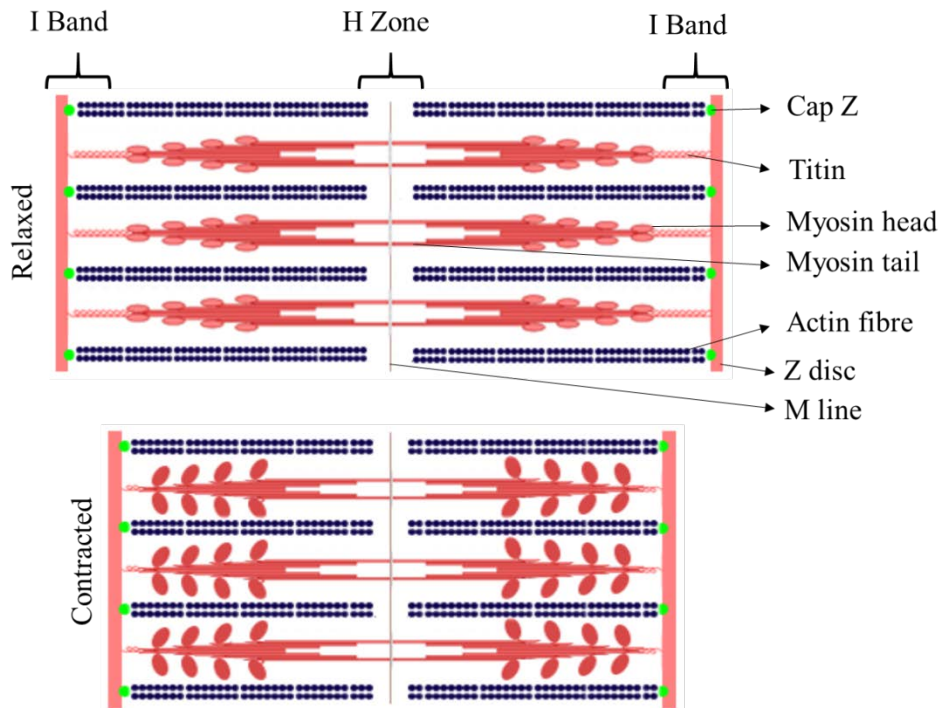 I Band
H Zone
I Band
Cap Z
Titin
Relaxed
Myosin head
Myosin tail
Actin fibre
Z disc
M line
Contracted